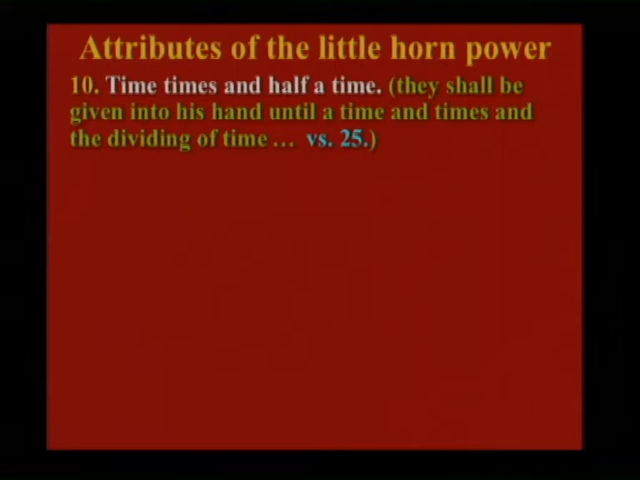 Attributes of the little horn power
10. Time times and half a time. (they shall be
given into his hand until a time and times and
the dividing of time ... vs. 25.)